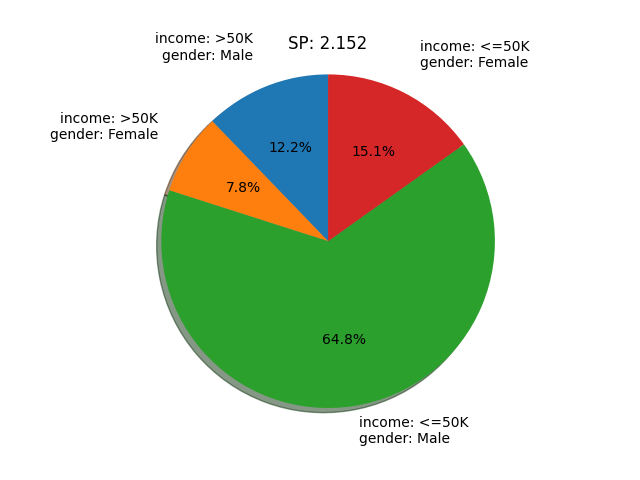 SP: 2.152
income: >50K
gender: Male
income: <=50K
gender: Female
income: >50K
gender: Female
12.2%
15.1%
7.8%
64.8%
income: <=50K
gender: Male